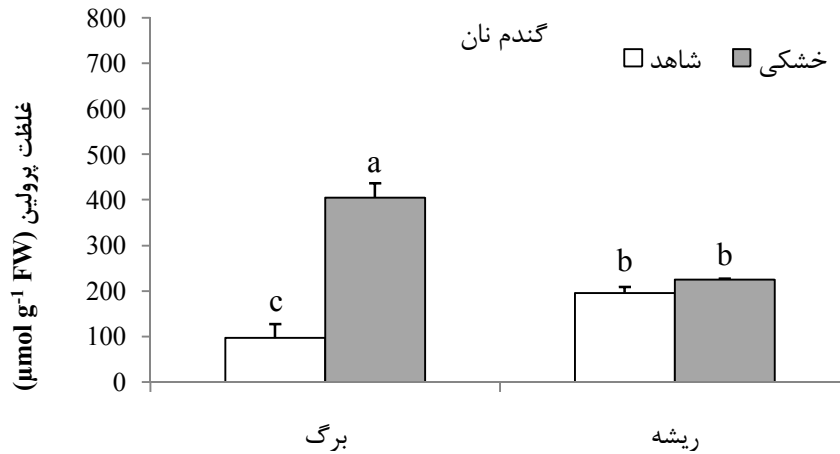 گندم نان
شاهد
خشکی
غلظت پرولین (µmol g-1 FW)
800
700
600
500
400
300
200
100
0
c
a
b
b
برگ
ریشه